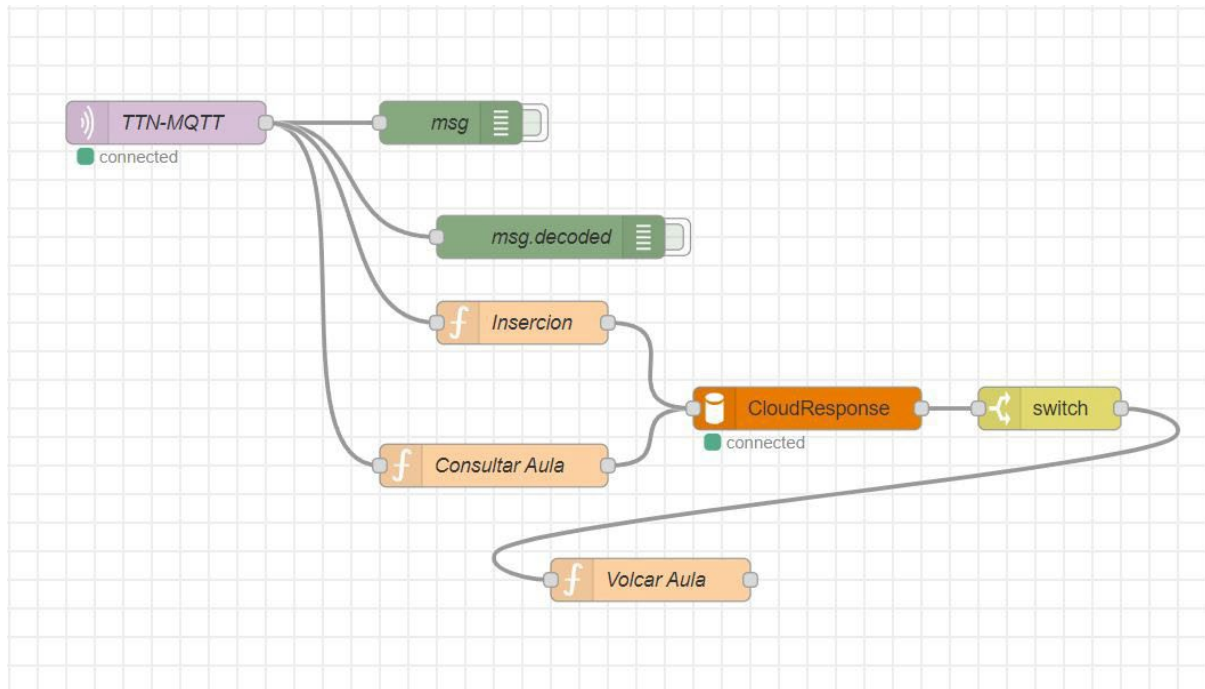 TTN-MQTT
connected
msg
msg.decoded
Insercion
CloudResponse
connected
switch
Consultar Aula
Volcar Aula